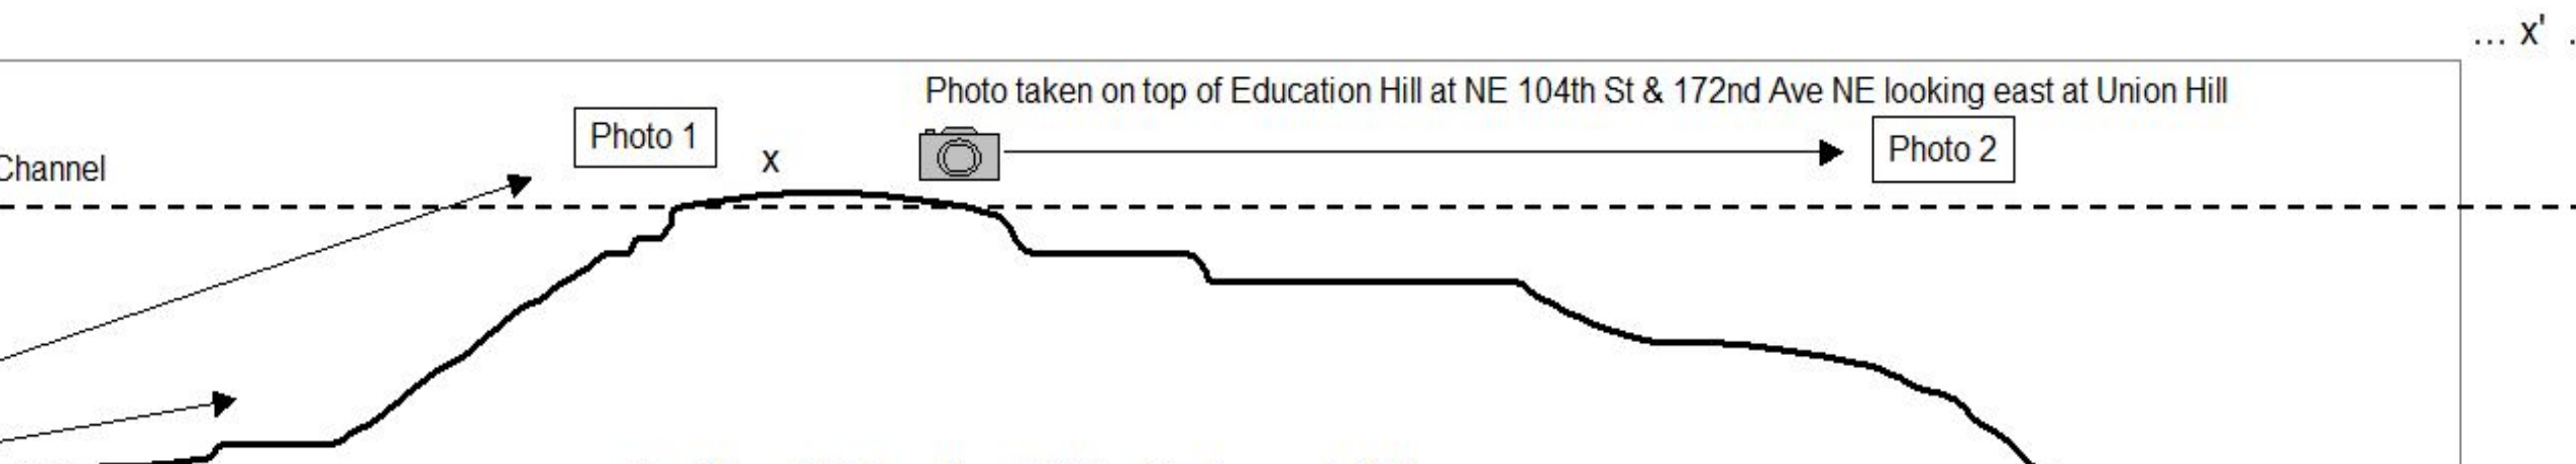 ... x' .
Photo taken on top of Education Hill at NE 104th St & 172nd Ave NE looking east at Union Hill
Photo 1
x
Photo 2
Channel